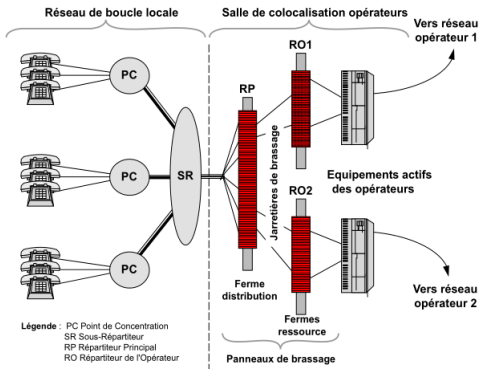 Réseau de boucle locale
Salle de colocalisation opérateurs
Vers réseau
opérateur 1
RO1
RP
PC
PC
SR
PC
Jarretières de brassage
Equipements actifs
des opérateurs
RO2
Ferme
distribution
Vers réseau
opérateur 2
Fermes
ressource
Panneaux de brassage
Légende : PC Point de Concentration
SR Sous-Répartiteur
RP Répartiteur Principal
RO Répartiteur de l'Opérateur